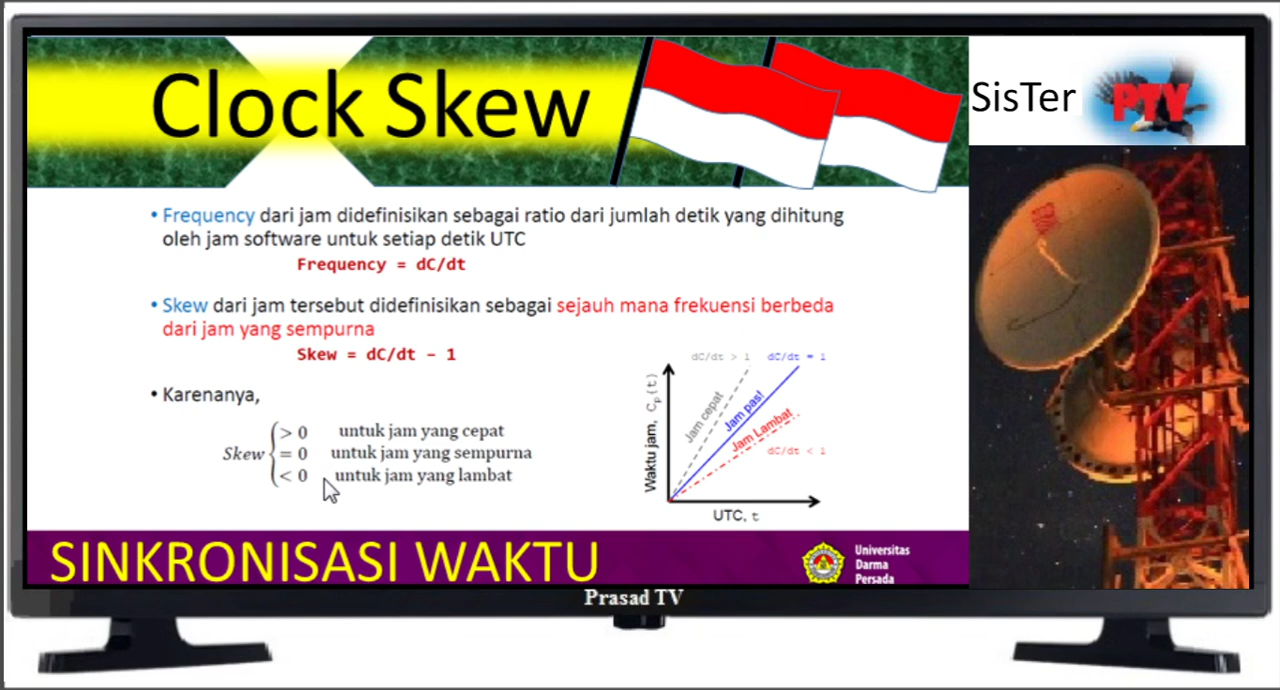 Clock Skew
SisTer
PTY
• Frequency dari jam didefinisikan sebagai ratio dari jumlah detik yang dihitung
oleh jam software untuk setiap detik UTC
Frequency = dC/dt
• Skew dari jam tersebut didefinisikan sebagai sejauh mana frekuensi berbeda
dari jam yang sempurna
Skew = dC/dt – 1
• Karenanya,
Skew { > 0 untuk jam yang cepat
= 0 untuk jam yang sempurna
< 0 untuk jam yang lambat
dC/dt > 1 dC/dt = 1
Waktu jam, Cp(t)
Jam cepat
Jam pas!
Jam Lambat
dC/dt < 1
UTC, t
SINKRONISASI WAKTU
Universitas
Darma
Persada
Prasad TV